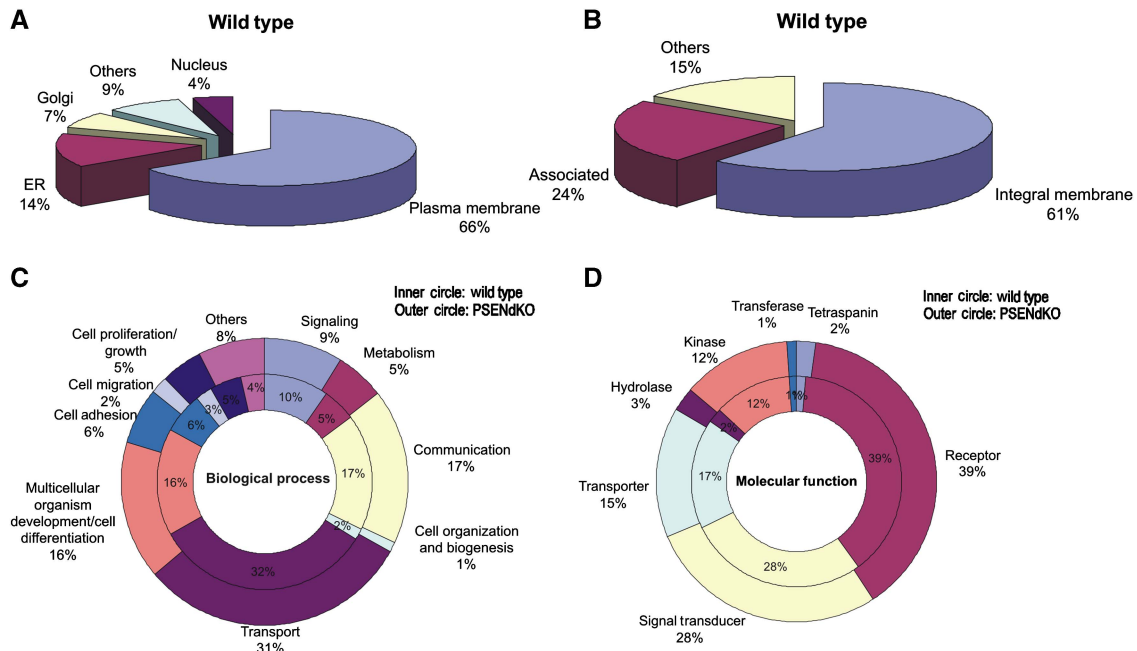 A
Wild type
Nucleus
4%
Others
9%
Golgi
7%
ER
14%
Plasma membrane
66%
B
Wild type
Others
15%
Associated
24%
Integral membrane
61%
C
Inner circle: wild type
Outer circle: PSENdKO
Others
8%
Signaling
9%
Cell proliferation/
growth
5%
Metabolism
5%
Cell migration
2%
Cell adhesion
6%
Communication
17%
Multicellular
organism
development/cell
differentiation
16%
Cell organization
and biogenesis
1%
Transport
31%
4%
10%
5%
5%
3%
6%
17%
16%
2%
32%
Biological process
D
Inner circle: wild type
Outer circle: PSENdKO
Transferase
1%
Tetraspanin
2%
Kinase
12%
Hydrolase
3%
Receptor
39%
Transporter
15%
Signal transducer
28%
12%
2%
39%
17%
28%
Molecular function